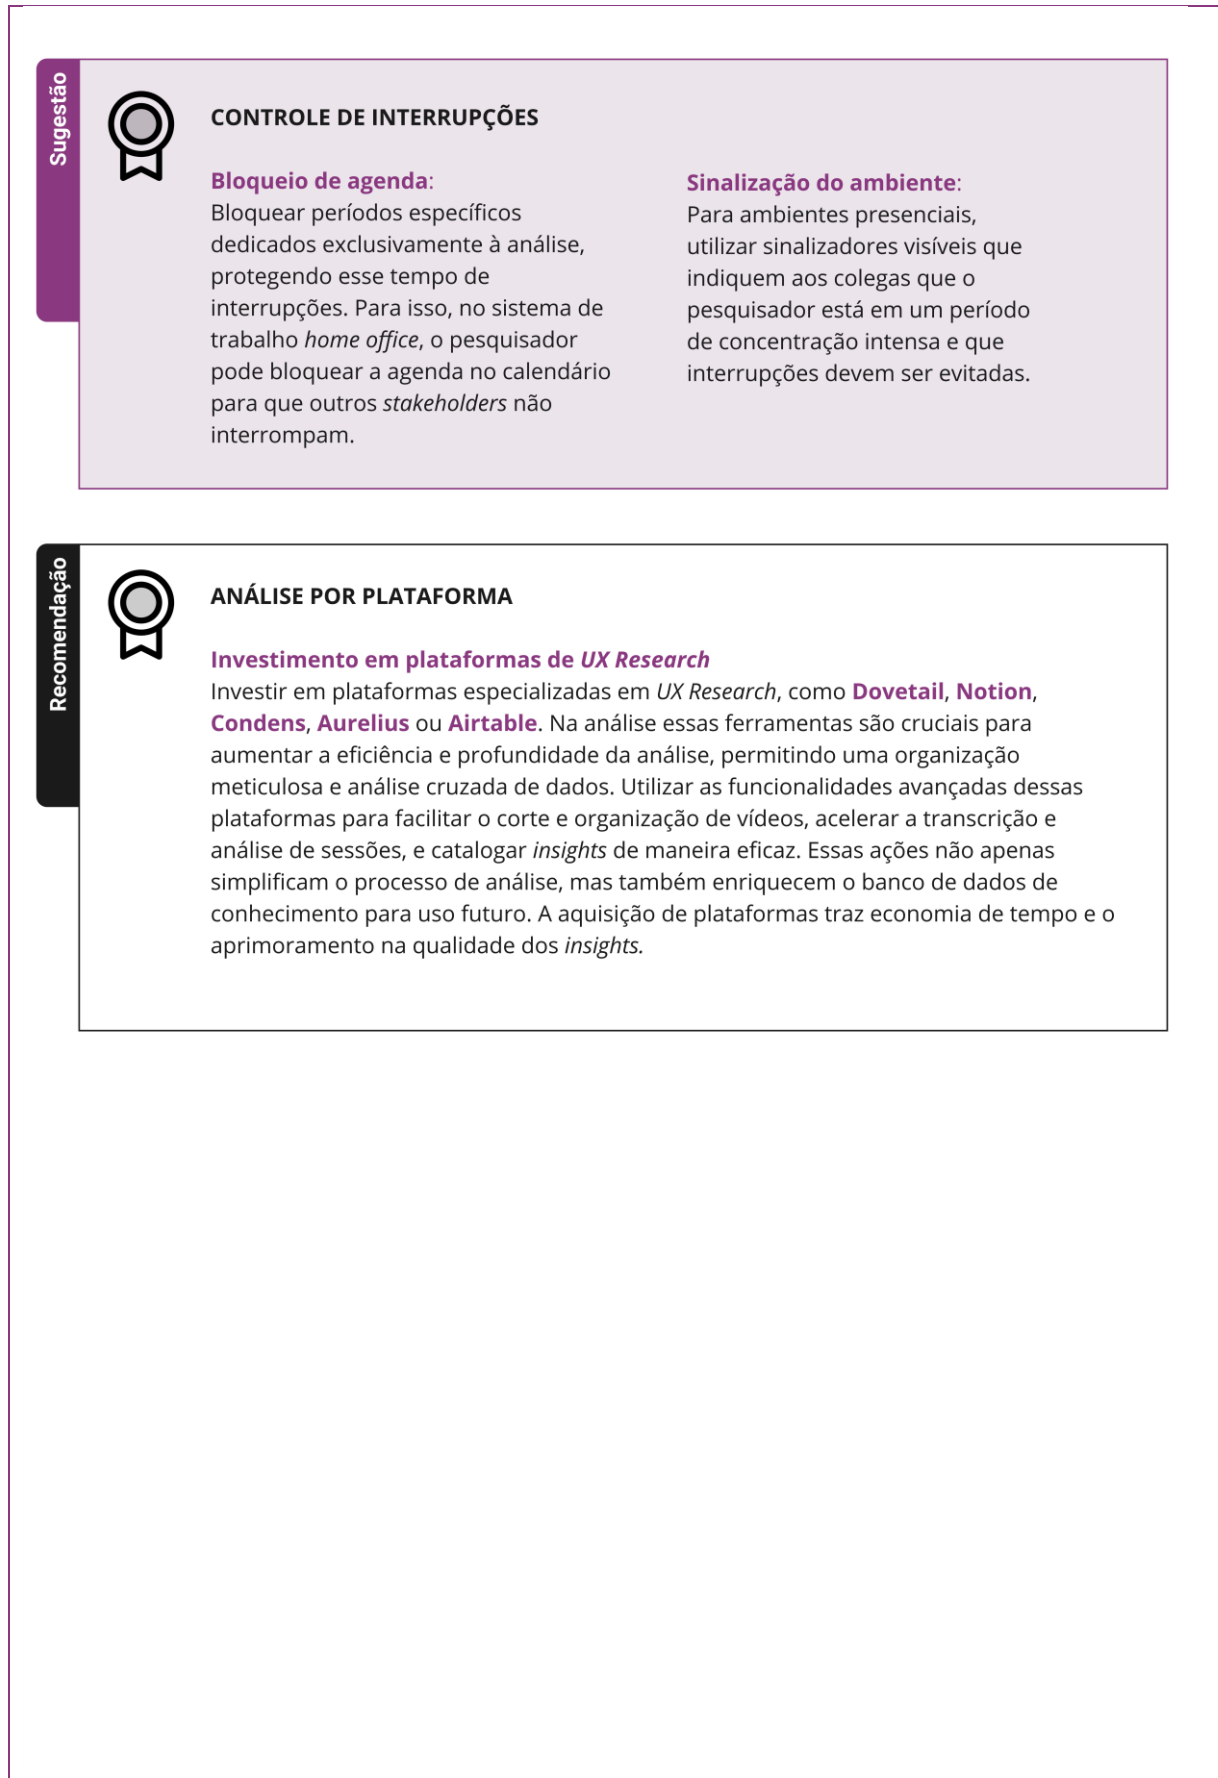 Sugestão
CONTROLE DE INTERRUPÇÕES
Bloqueio de agenda:
Bloquear períodos específicos
dedicados exclusivamente à análise,
protegendo esse tempo de
interrupções. Para isso, no sistema de
trabalho home office, o pesquisador
pode bloquear a agenda no calendário
para que outros stakeholders não
interrompam.
Sinalização do ambiente:
Para ambientes presenciais,
utilizar sinalizadores visíveis que
indiquem aos colegas que o
pesquisador está em um período
de concentração intensa e que
interrupções devem ser evitadas.
Recomendação
ANÁLISE POR PLATAFORMA
Investimento em plataformas de UX Research
Investir em plataformas especializadas em UX Research, como Dovetail, Notion,
Condens, Aurelius ou Airtable. Na análise essas ferramentas são cruciais para
aumentar a eficiência e profundidade da análise, permitindo uma organização
meticulosa e análise cruzada de dados. Utilizar as funcionalidades avançadas dessas
plataformas para facilitar o corte e organização de vídeos, acelerar a transcrição e
análise de sessões, e catalogar insights de maneira eficaz. Essas ações não apenas
simplificam o processo de análise, mas também enriquecem o banco de dados de
conhecimento para uso futuro. A aquisição de plataformas traz economia de tempo e o
aprimoramento na qualidade dos insights.